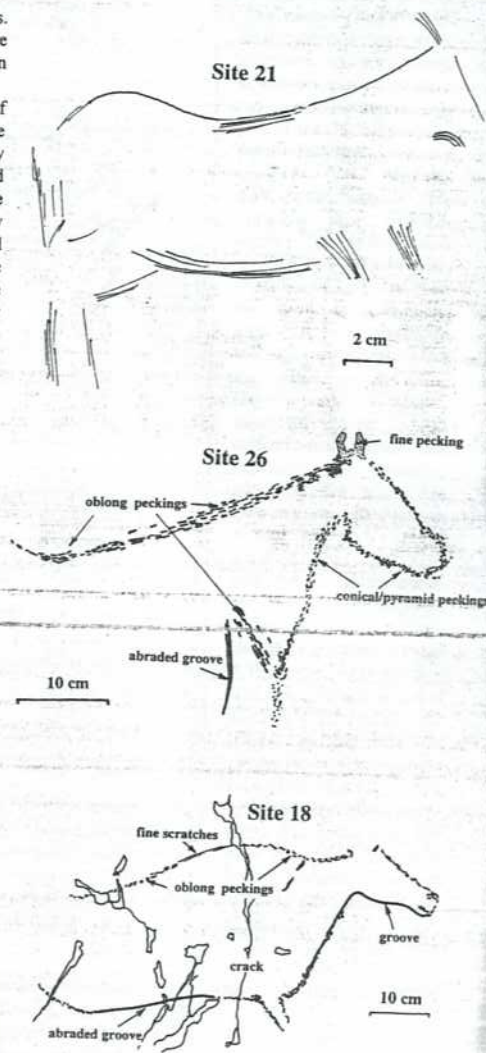 s.
Site 21
2 cm
Site 26
fine pecking
oblong peckings
conical/pyramid peckings
abraded groove
10 cm
Site 18
fine scratches
oblong peckings
groove
crack
abraded groove
10 cm